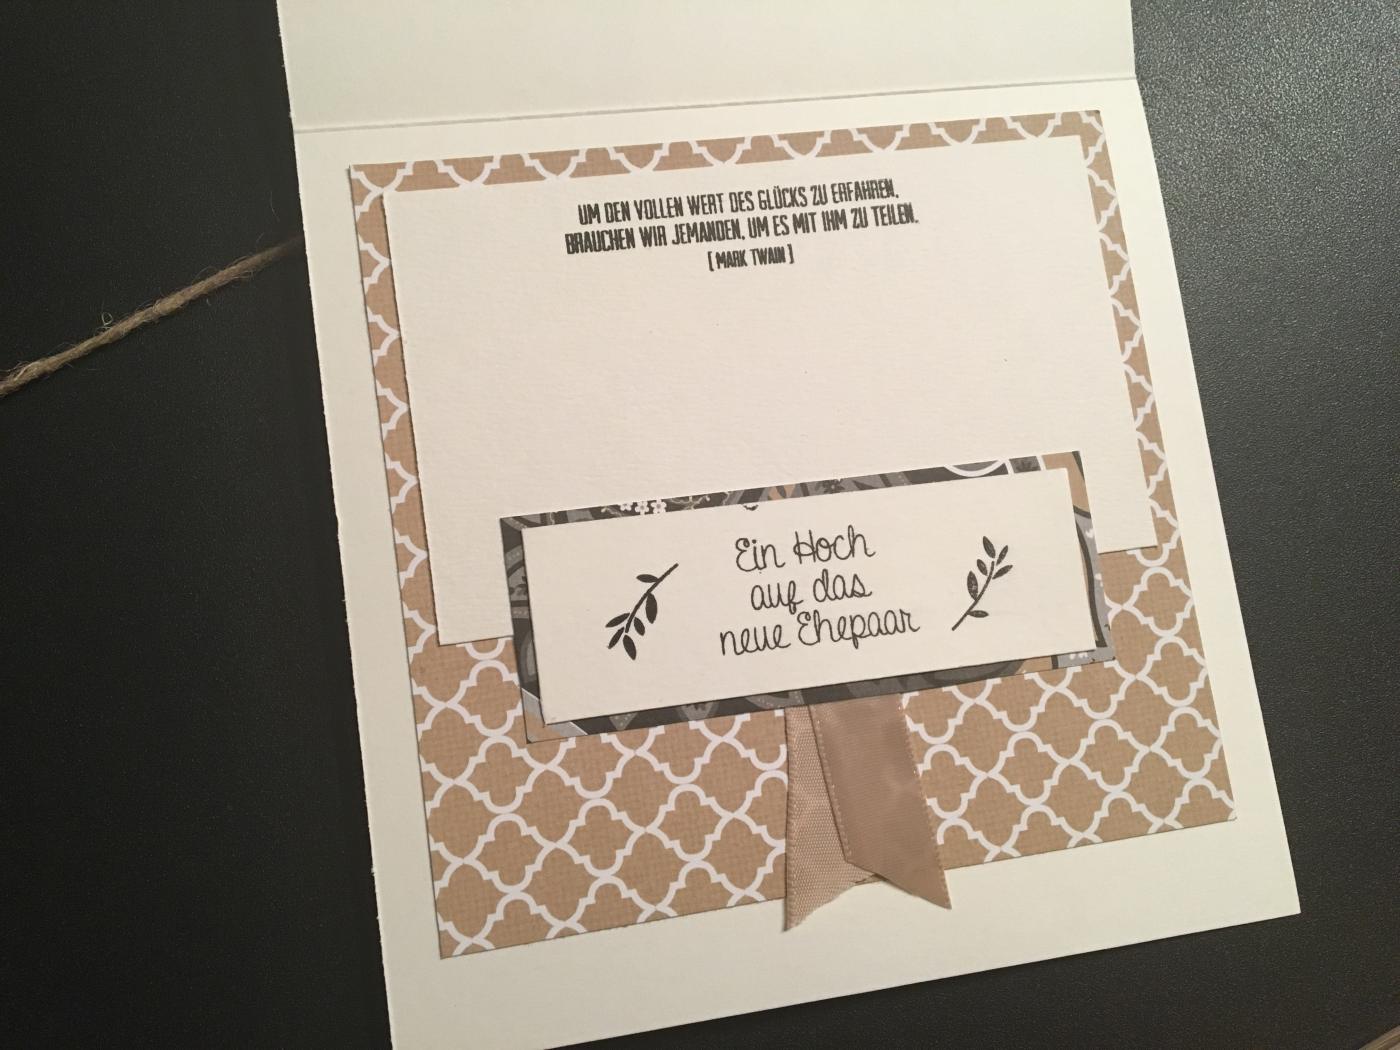 UM DEN VOLLEN WERT DES GLÜCKS ZU ERFAHREN,
BRAUCHEN WIR JEMANDEN, UM ES MIT IHM ZU TEILEN.
[ MARK TWAIN ]
Ein Hoch
auf das
neue Ehepaar